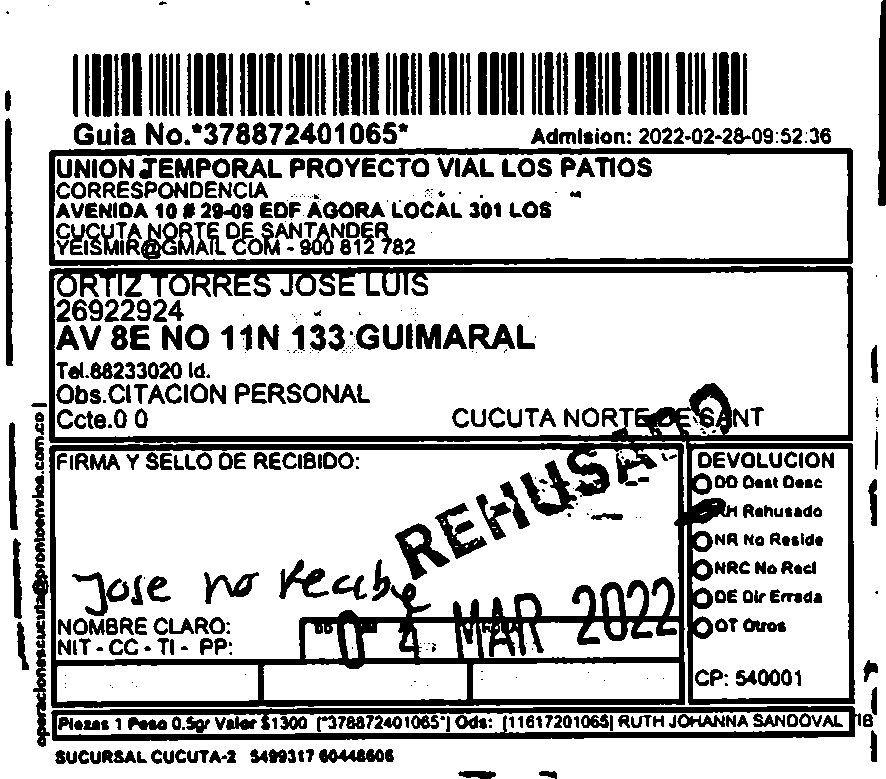 Guia No.*378872401065*
Admision: 2022-02-28-09:52:36
UNION TEMPORAL PROYECTO VIAL LOS PATIOS
CORRESPONDENCIA
AVENIDA 10 # 29-09 EDF AGORA LOCAL 301 LOS
CUCUTA NORTE DE SANTANDER
YEISMIR@GMAIL COM - 900 812 782
ORTIZ TORRES JOSE LUIS
26922924
AV 8E NO 11N 133 GUIMARAL
Tel.88233020 Id.
Obs.CITACION PERSONAL
Ccte.0 0
CUCUTA NORTE DE SANT
REHUSADO
FIRMA Y SELLO DE RECIBIDO:
Jose no recibe
04 MAR 2022
NOMBRE CLARO:
NIT - CC - TI - PP:
DEVOLUCION
DD Dest Desc
RH Rehusado
NR No Reside
NRC No Recl
DE Dir Errada
OT Otros
CP: 540001
Piezas 1 Peso 0.5gr Valor $1300 [*378872401065*] Ods: [11617201065] RUTH JOHANNA SANDOVAL
SUCURSAL CUCUTA-2 5499317 60448606
operacionescucuta@prontoenvios.com.co